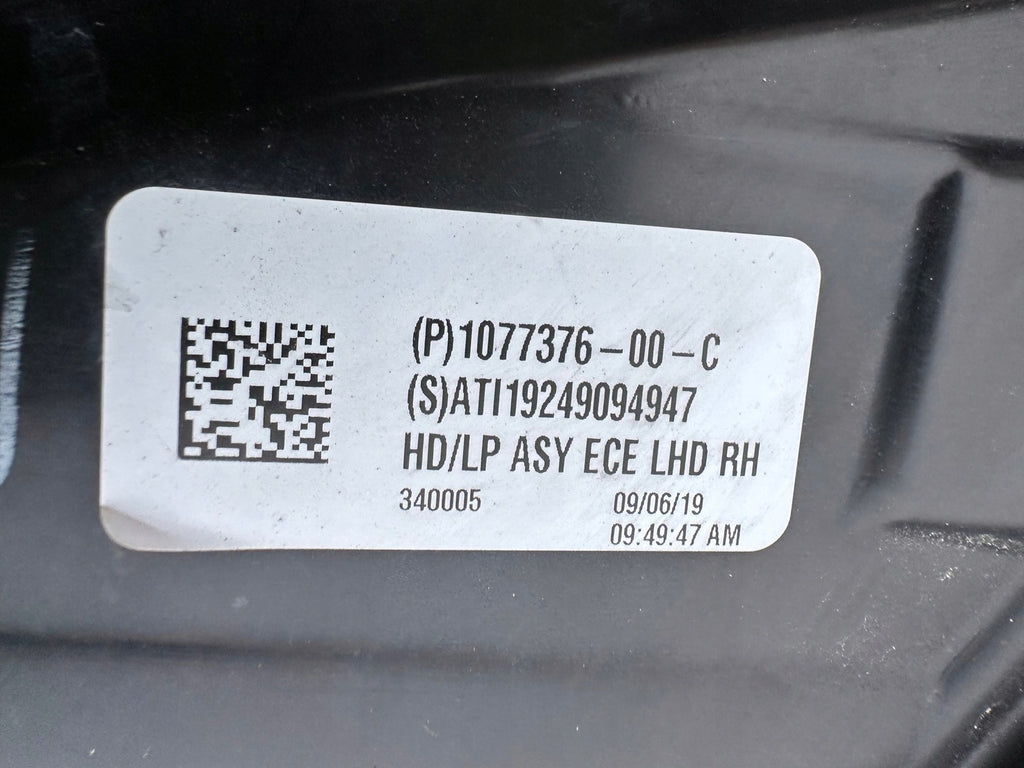 (P)1077376-00-C
(S)ATI19249094947
HD/LP ASY ECE LHD RH
340005 09/06/19
09:49:47 AM